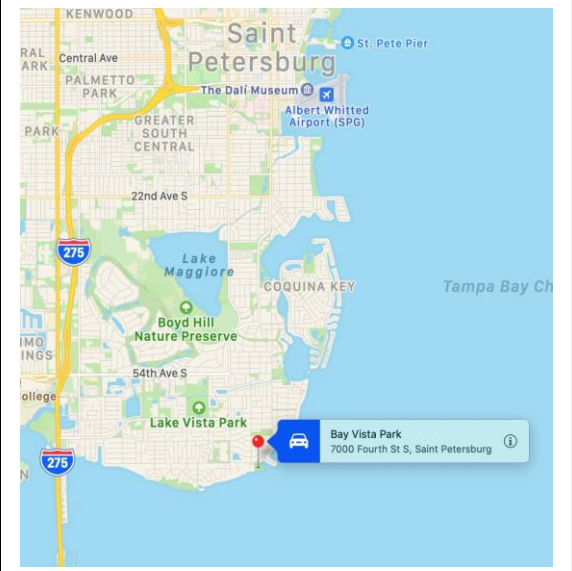 KENWOOD
Saint
Petersburg
St. Pete Pier
RAL
ARK
Central Ave
PALMETTO
PARK
The Dalí Museum
Albert Whitted
Airport (SPG)
GREATER
SOUTH
CENTRAL
PARK
22nd Ave S
275
Lake
Maggiore
COQUINA KEY
Tampa Bay Ch
Boyd Hill
Nature Preserve
IMO
INGS
54th Ave S
ollege
Lake Vista Park
Bay Vista Park
7000 Fourth St S, Saint Petersburg
275
N